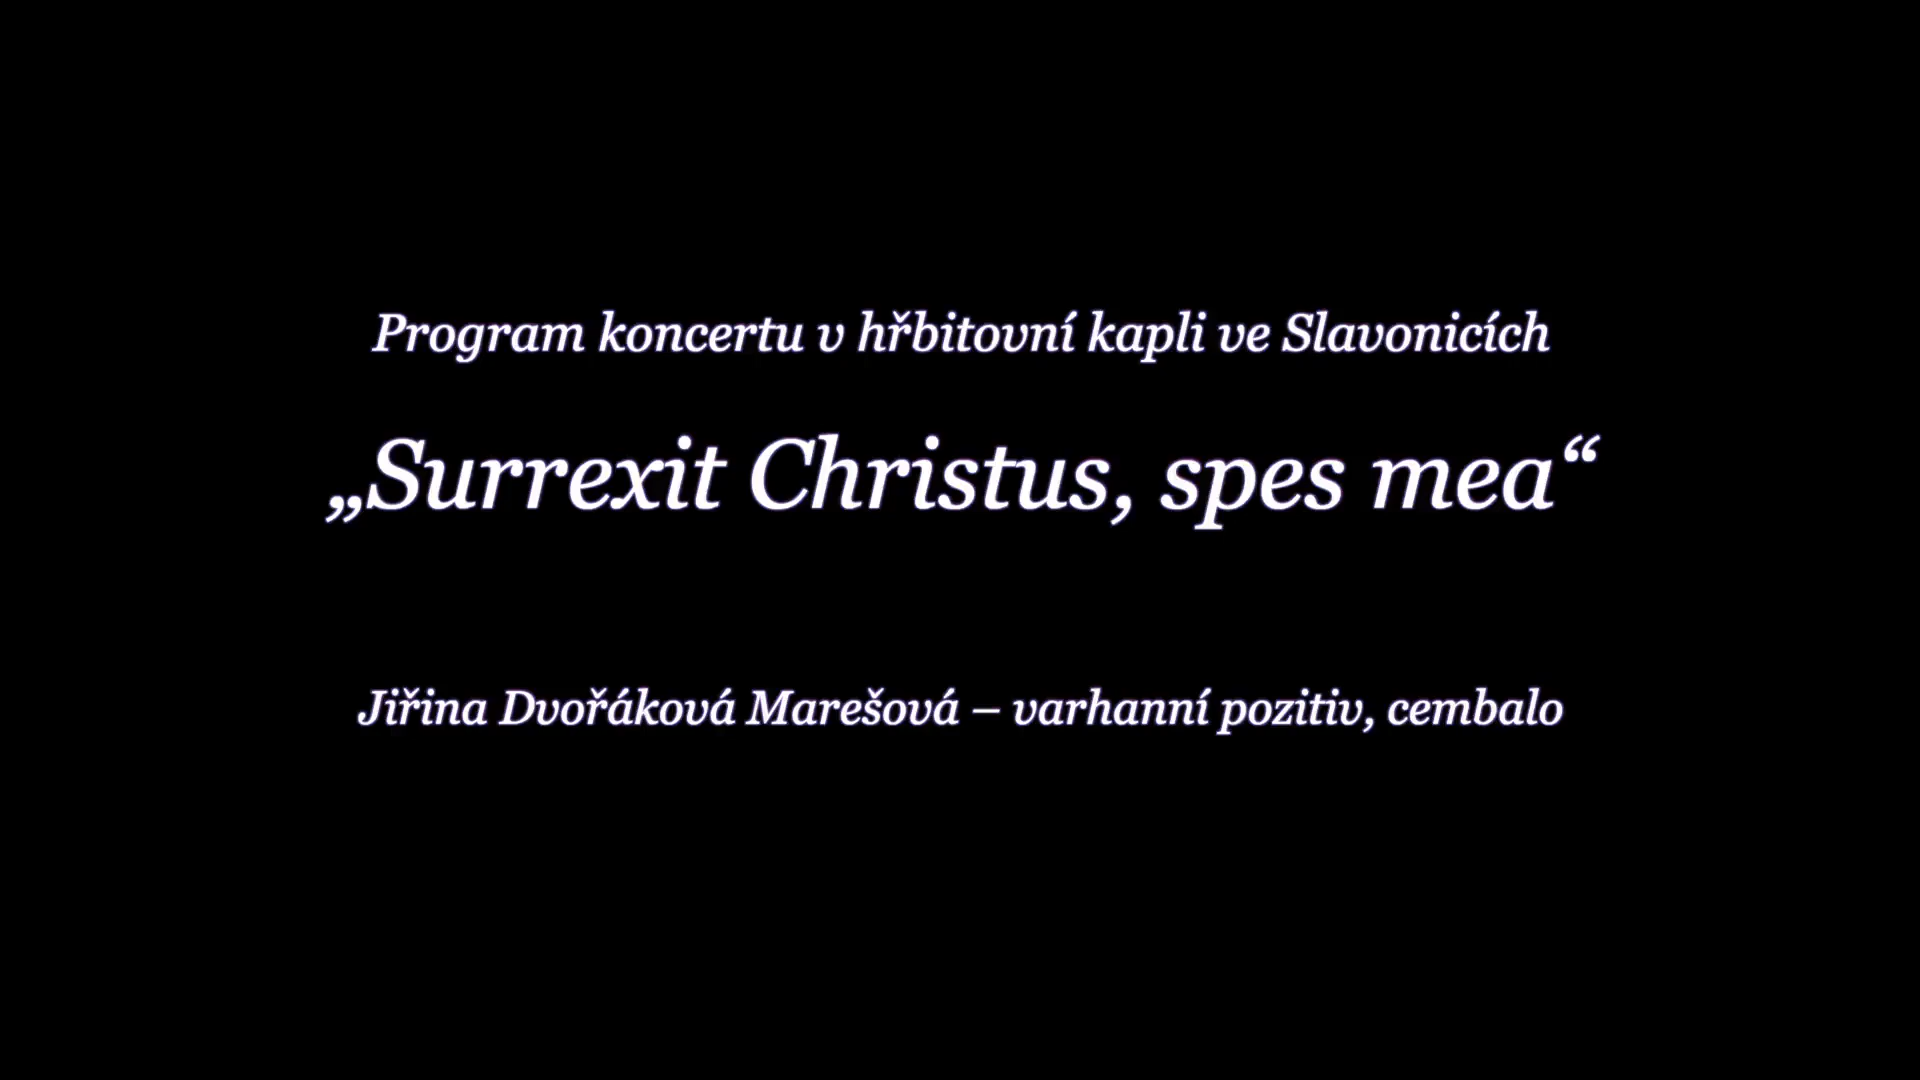 Program koncertu v hřbitovní kapli ve Slavonicích
„Surrexit Christus, spes mea“
Jiřina Dvořáková Marešová – varhanní pozitiv, cembalo